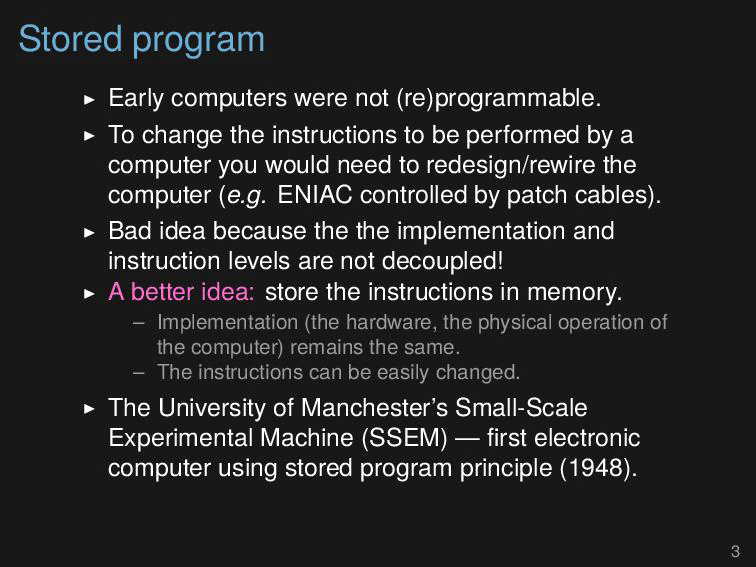 Stored program
▸ Early computers were not (re)programmable.
▸ To change the instructions to be performed by a
computer you would need to redesign/rewire the
computer (e.g. ENIAC controlled by patch cables).
▸ Bad idea because the the implementation and
instruction levels are not decoupled!
▸ A better idea: store the instructions in memory.
– Implementation (the hardware, the physical operation of
the computer) remains the same.
– The instructions can be easily changed.
▸ The University of Manchester's Small-Scale
Experimental Machine (SSEM) — first electronic
computer using stored program principle (1948).
3